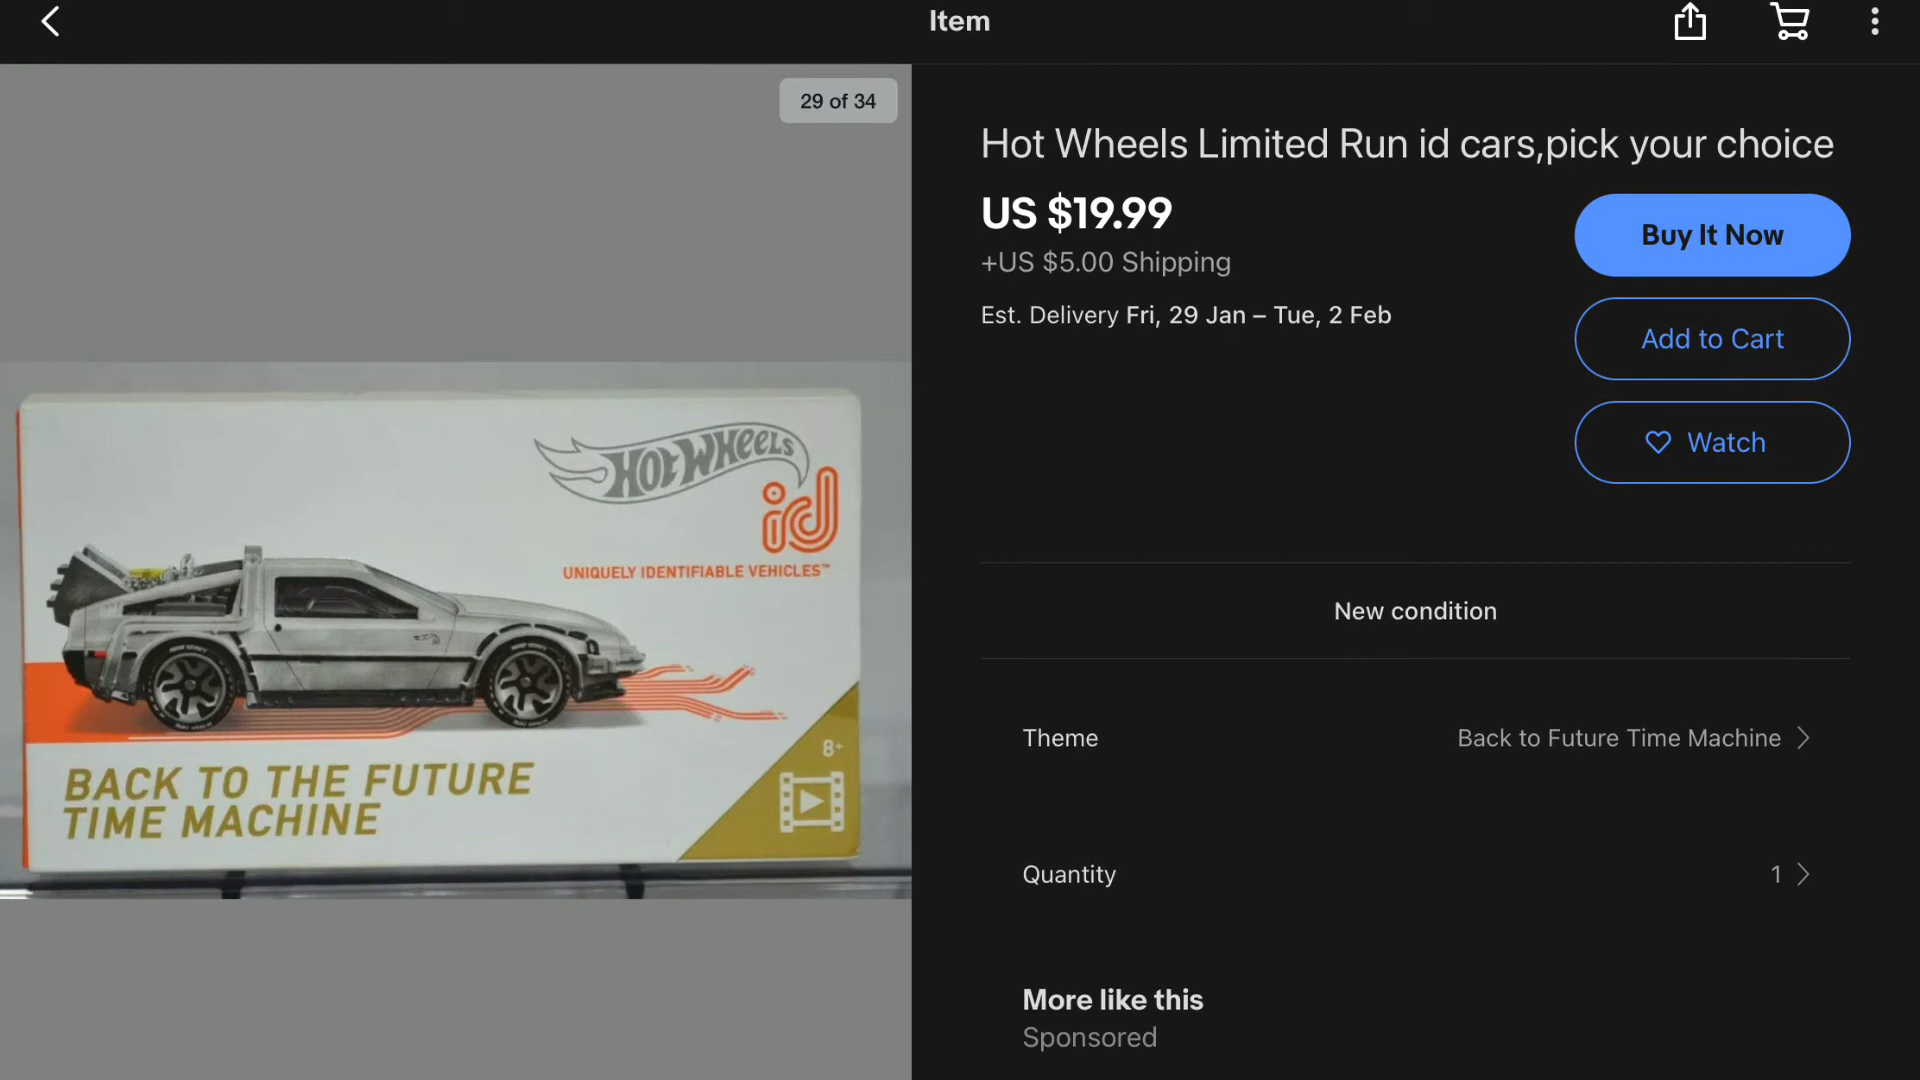 Item
29 of 34
Hot Wheels Limited Run id cars,pick your choice
US $19.99
+US $5.00 Shipping
Est. Delivery Fri, 29 Jan – Tue, 2 Feb
Buy It Now
Add to Cart
Watch
New condition
Theme
Back to Future Time Machine
Quantity
1
More like this
Sponsored
HOT WHEELS
id
UNIQUELY IDENTIFIABLE VEHICLES™
BACK TO THE FUTURE
TIME MACHINE
8+